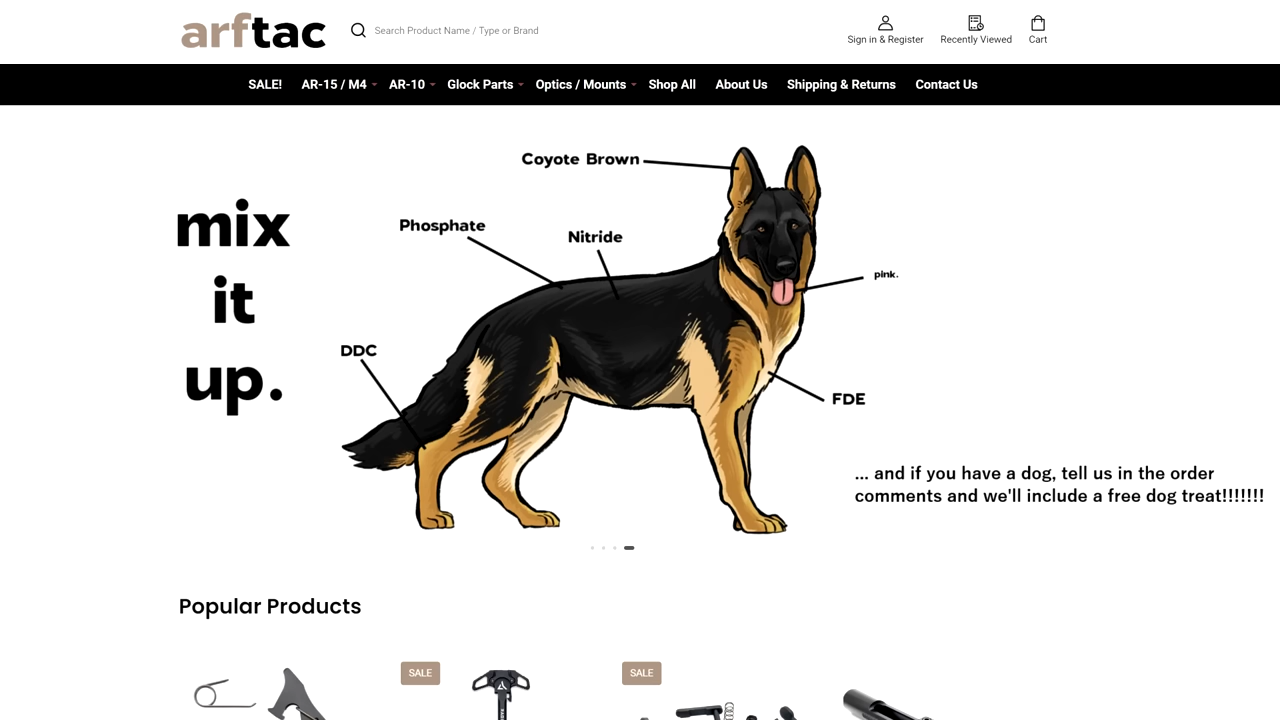 arftac
Search Product Name / Type or Brand
Sign in & Register
Recently Viewed
Cart
SALE!
AR-15 / M4
AR-10
Glock Parts
Optics / Mounts
Shop All
About Us
Shipping & Returns
Contact Us
mix
it
up.
Coyote Brown
Phosphate
Nitride
pink.
DDC
FDE
... and if you have a dog, tell us in the order
comments and we'll include a free dog treat!!!!!!!
Popular Products
SALE
SALE